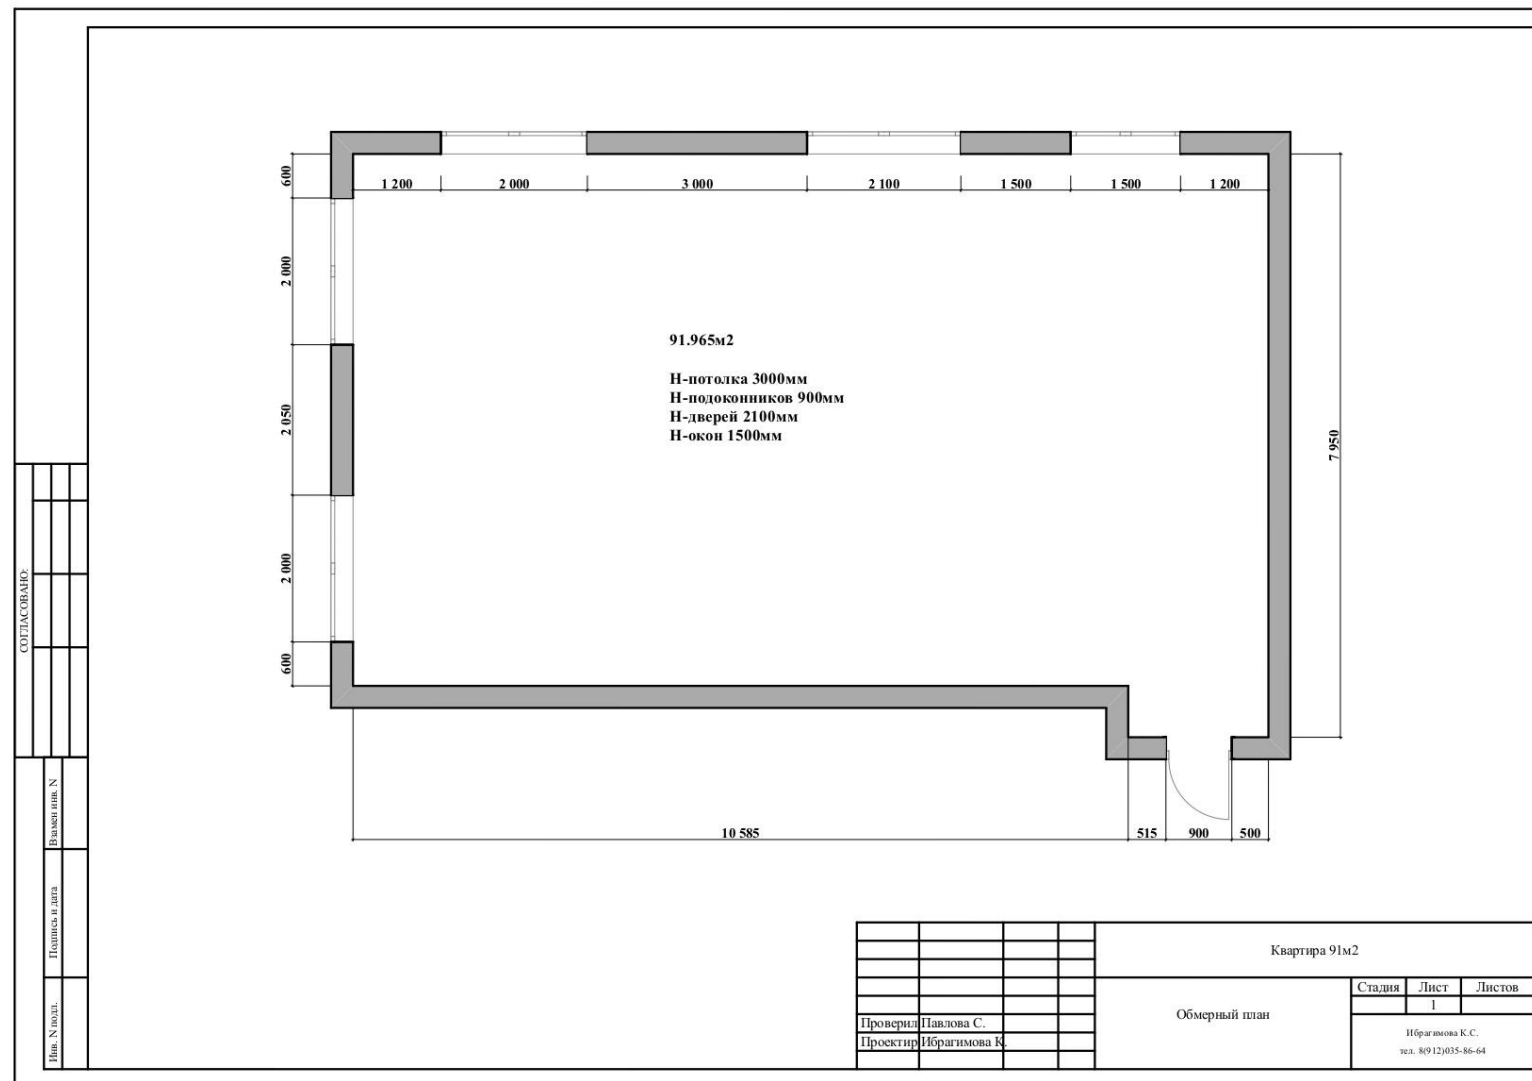 1 200
2 000
3 000
2 100
1 500
1 500
1 200
600
2 000
2 050
2 000
600
91.965м2
Н-потолка 3000мм
Н-подоконников 900мм
Н-дверей 2100мм
Н-окон 1500мм
7 950
10 585
515
900
500
СОГЛАСОВАНО:
Взамен инв. N
Подпись и дата
Инв. N подл.
Квартира 91м2
Стадия Лист Листов
1
Обмерный план
Проверил Павлова С.
Проектир Ибрагимова К.
Ибрагимова К.С.
тел. 8(912)035-86-64